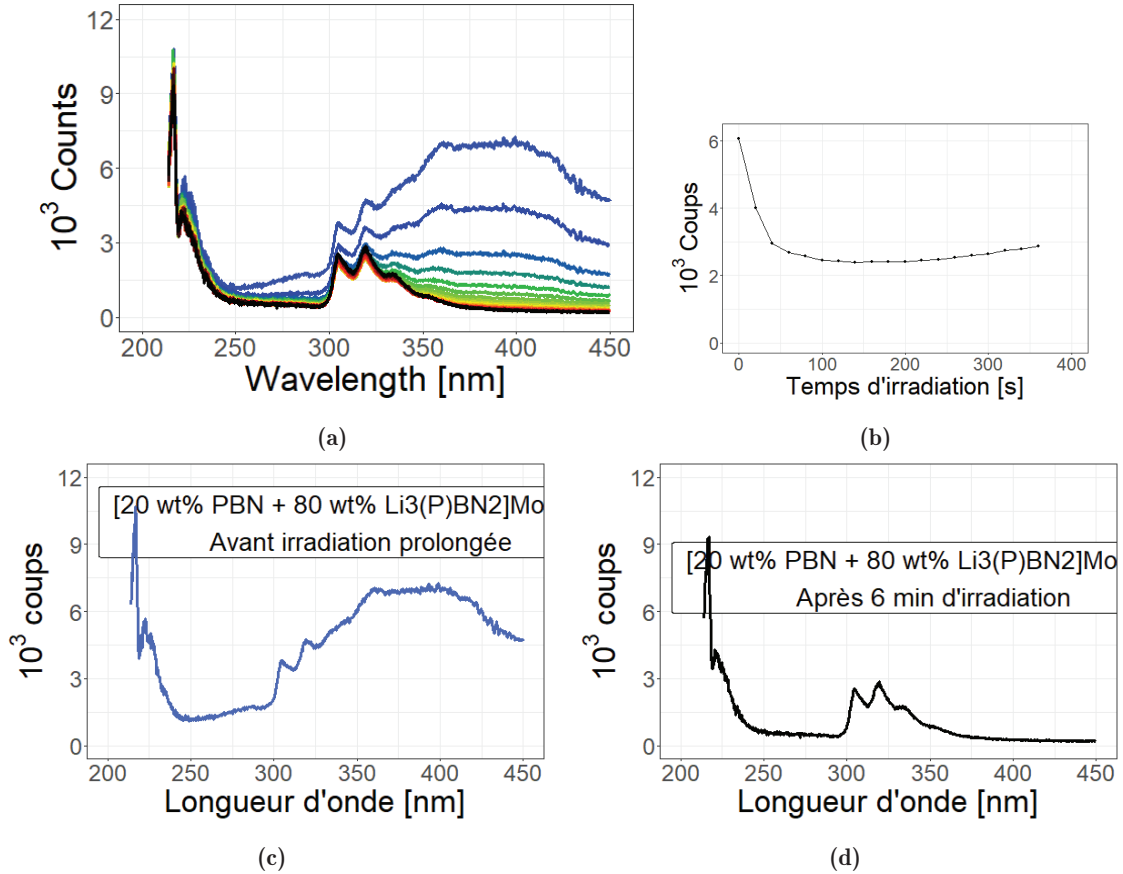 12
9
6
3
0
10³ Counts
200 250 300 350 400 450
Wavelength [nm]
(a)
6
4
2
0
10³ Coups
0 100 200 300 400
Temps d'irradiation [s]
(b)
12
9
6
3
0
10³ coups
[20 wt% PBN + 80 wt% Li3(P)BN2]Mo
Avant irradiation prolongée
200 250 300 350 400 450
Longueur d'onde [nm]
(c)
12
9
6
3
0
10³ coups
[20 wt% PBN + 80 wt% Li3(P)BN2]Mo
Après 6 min d'irradiation
200 250 300 350 400 450
Longueur d'onde [nm]
(d)